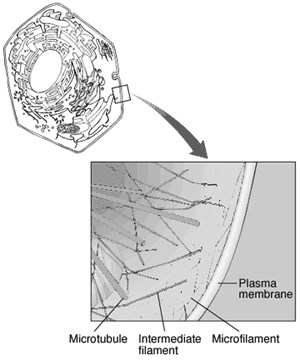 Plasma
membrane
Microtubule Intermediate Microfilament
filament